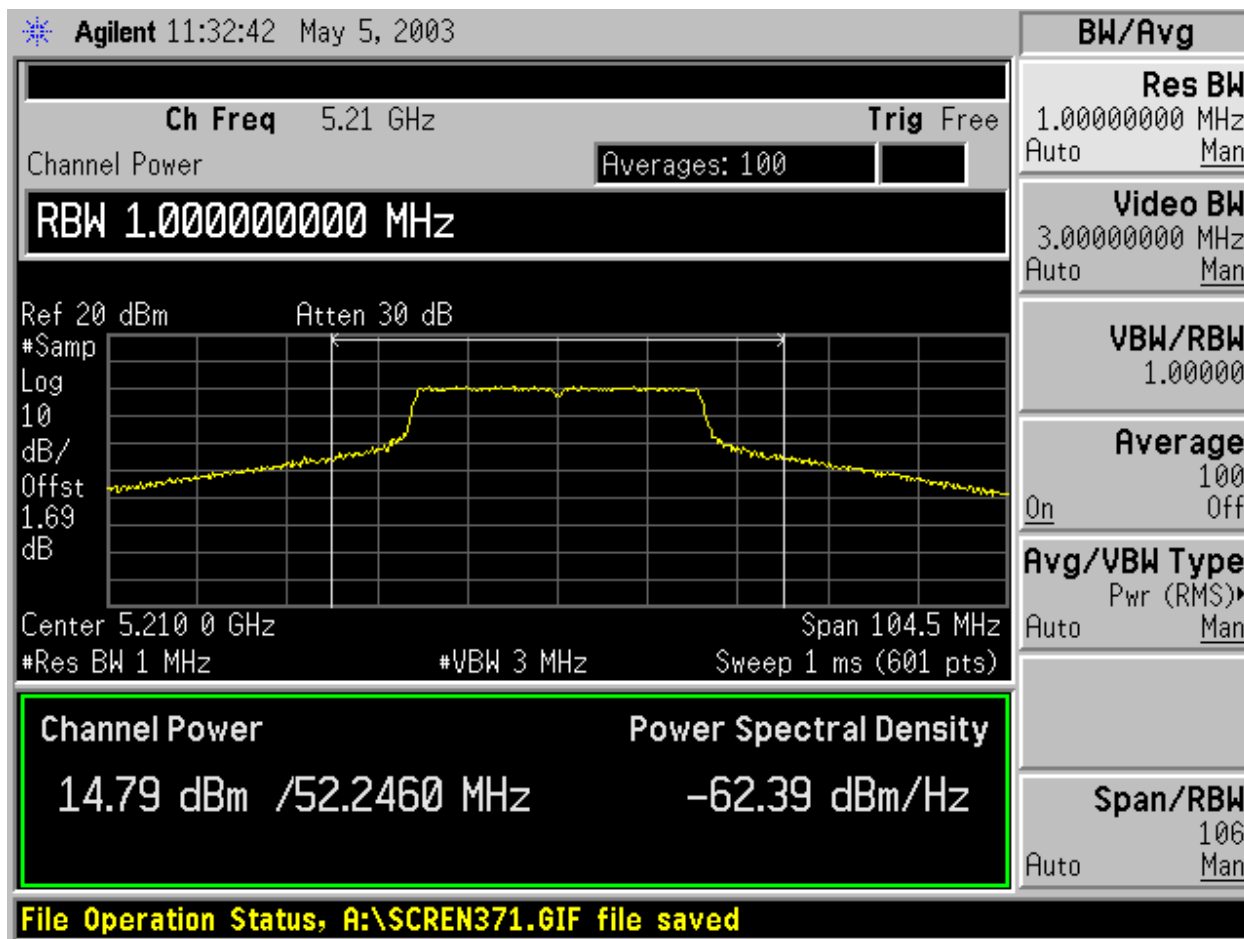 Agilent 11:32:42 May 5, 2003
BW/Avg
Ch Freq 5.21 GHz
Trig Free
Channel Power
Averages: 100
RBW 1.000000000 MHz
Ref 20 dBm
Atten 30 dB
#Samp
Log
10
dB/
Offst
1.69
dB
Center 5.210 0 GHz
Span 104.5 MHz
#Res BW 1 MHz
#VBW 3 MHz
Sweep 1 ms (601 pts)
Channel Power
Power Spectral Density
14.79 dBm /52.2460 MHz
-62.39 dBm/Hz
Res BW
1.00000000 MHz
Auto Man
Video BW
3.00000000 MHz
Auto Man
VBW/RBW
1.00000
Average
100
On Off
Avg/VBW Type
Pwr (RMS)
Auto Man
Span/RBW
106
Auto Man
File Operation Status, A:\SCREN371.GIF file saved